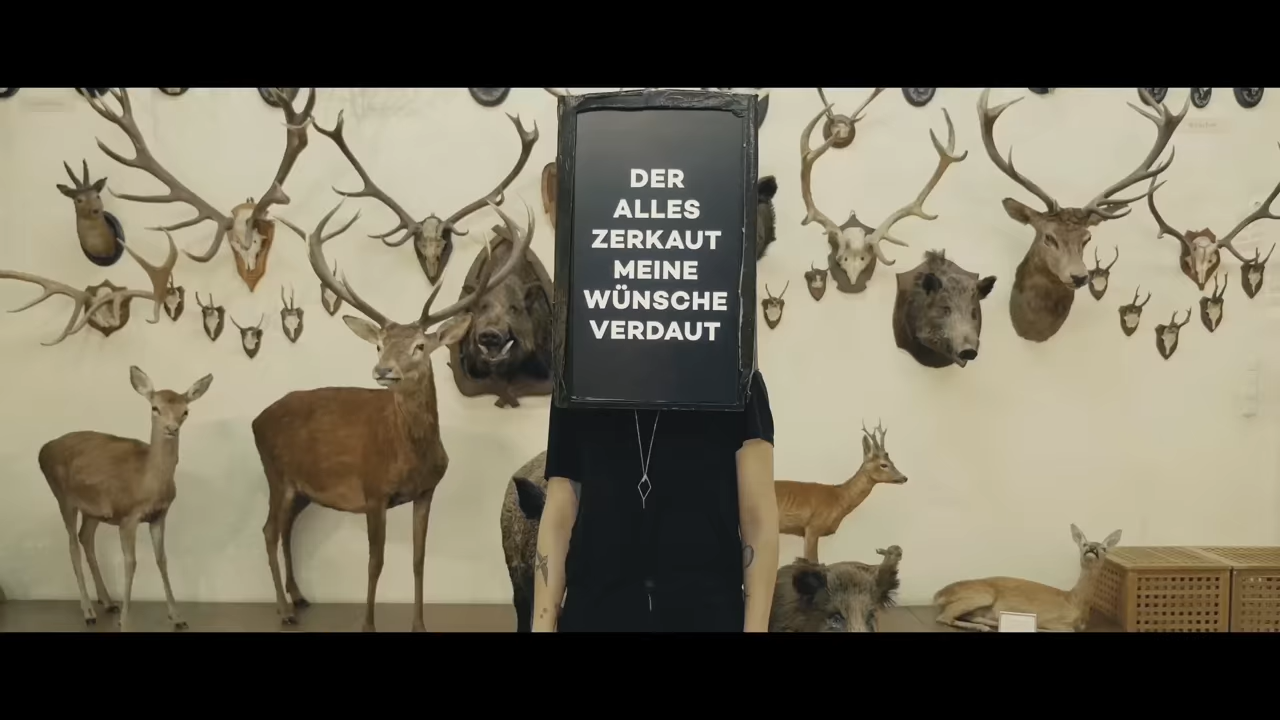 DER
ALLES
ZERKAUT
MEINE
WÜNSCHE
VERDAUT